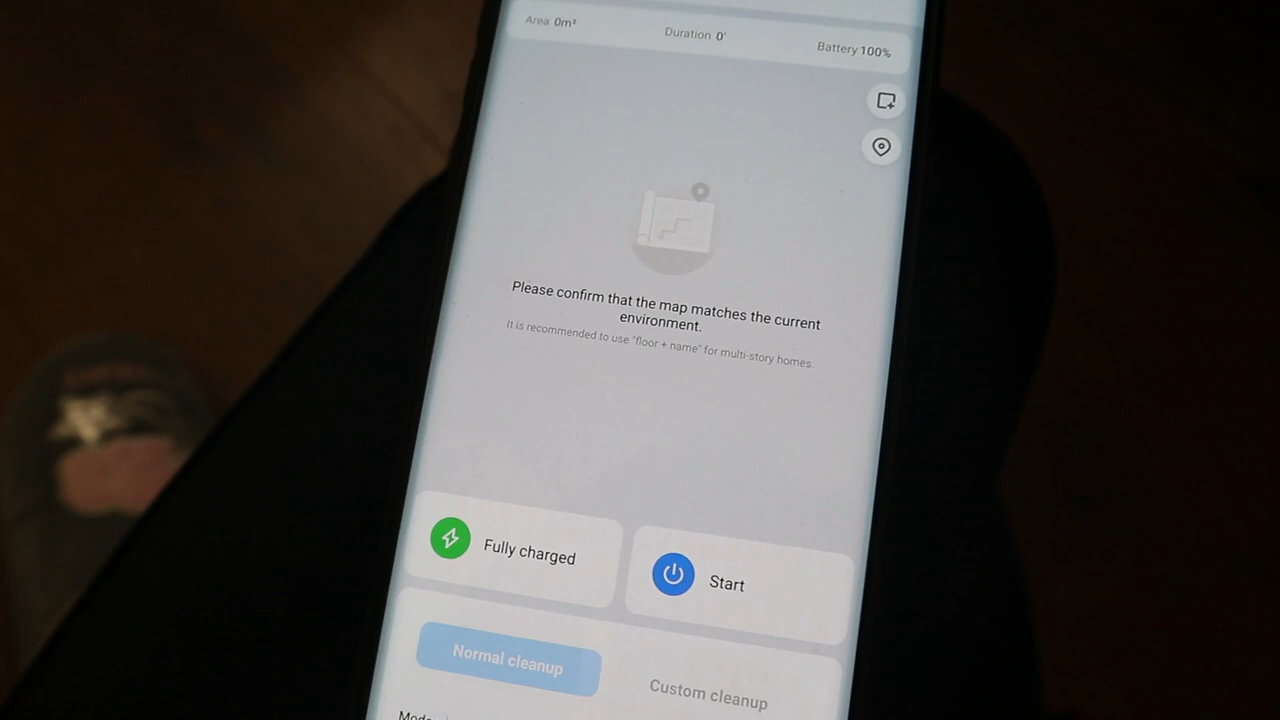 Area 0m²
Duration 0'
Battery 100%
Please confirm that the map matches the current
environment.
It is recommended to use "floor + name" for multi-story homes.
Fully charged
Start
Normal cleanup
Custom cleanup